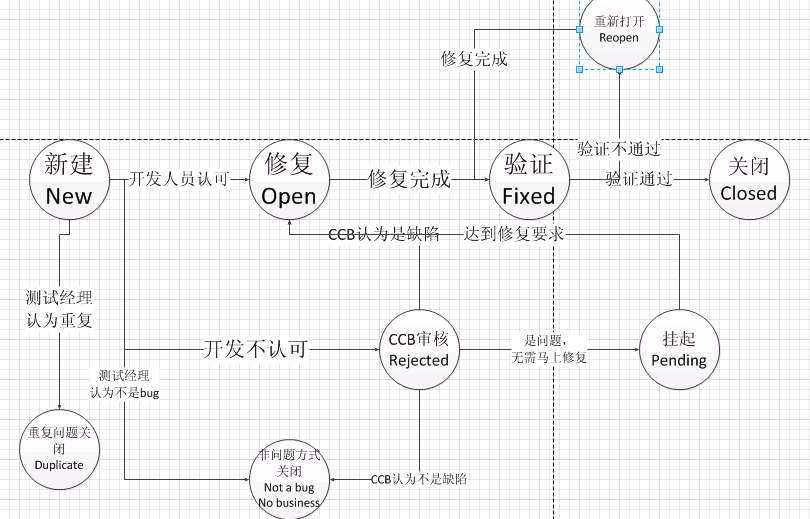 重新打开
Reopen
修复完成
验证不通过
新建
New
开发人员认可
修复
Open
修复完成
验证
Fixed
验证通过
关闭
Closed
CCB认为是缺陷
达到修复要求
测试经理
认为重复
开发不认可
CCB审核
Rejected
是问题，
无需马上修复
挂起
Pending
测试经理
认为不是bug
重复问题关
闭
Duplicate
非问题方式
关闭
Not a bug
No business
CCB认为不是缺陷